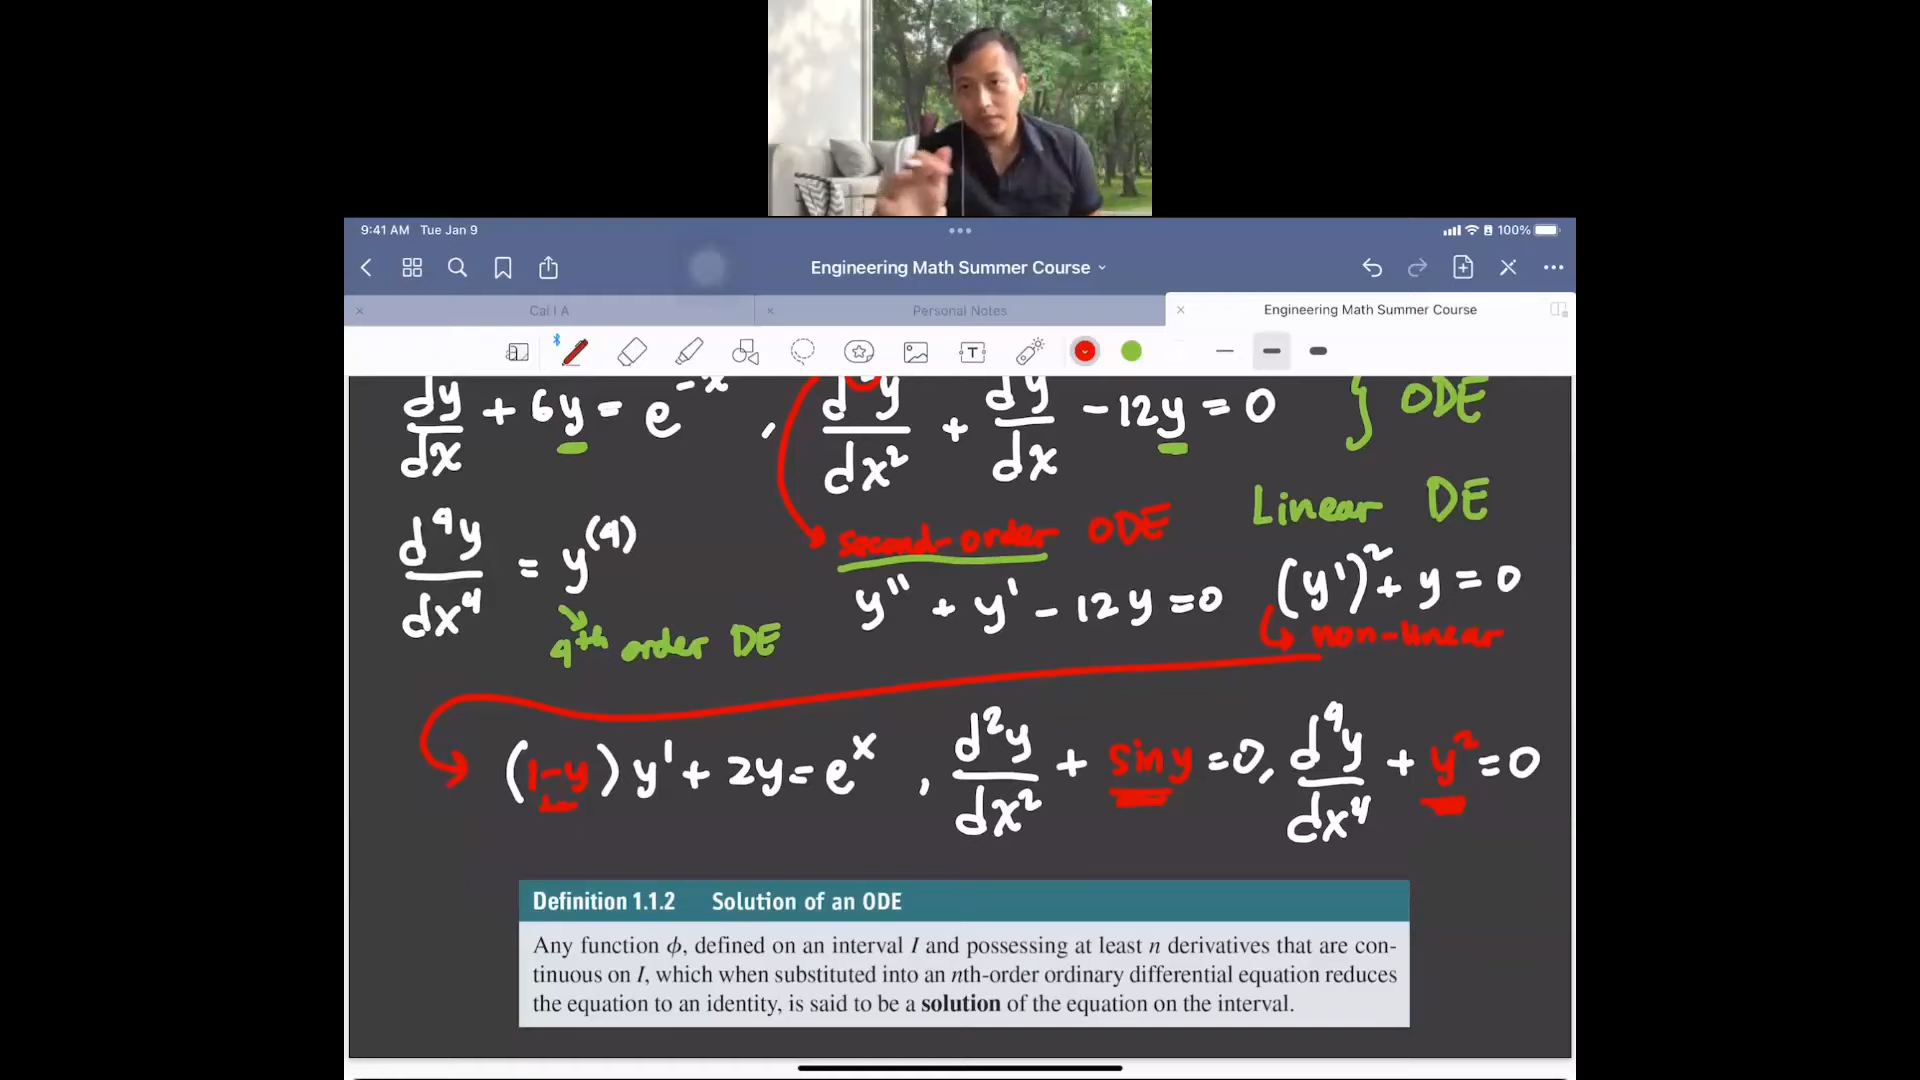 9:41 AM Tue Jan 9
100%
Engineering Math Summer Course
Cal I A
Personal Notes
Engineering Math Summer Course
dy/dx + 6y = e^-x , d²y/dx² + dy/dx - 12y = 0 } ODE
Linear DE
d⁴y/dx⁴ = y^(4)
second-order ODE
4th order DE
y'' + y' - 12y = 0
(y')² + y = 0
non-linear
(1-y)y' + 2y = e^x , d²y/dx² + sin y = 0, d⁴y/dx⁴ + y² = 0
Definition 1.1.2 Solution of an ODE
Any function ϕ, defined on an interval I and possessing at least n derivatives that are con-
tinuous on I, which when substituted into an nth-order ordinary differential equation reduces
the equation to an identity, is said to be a solution of the equation on the interval.